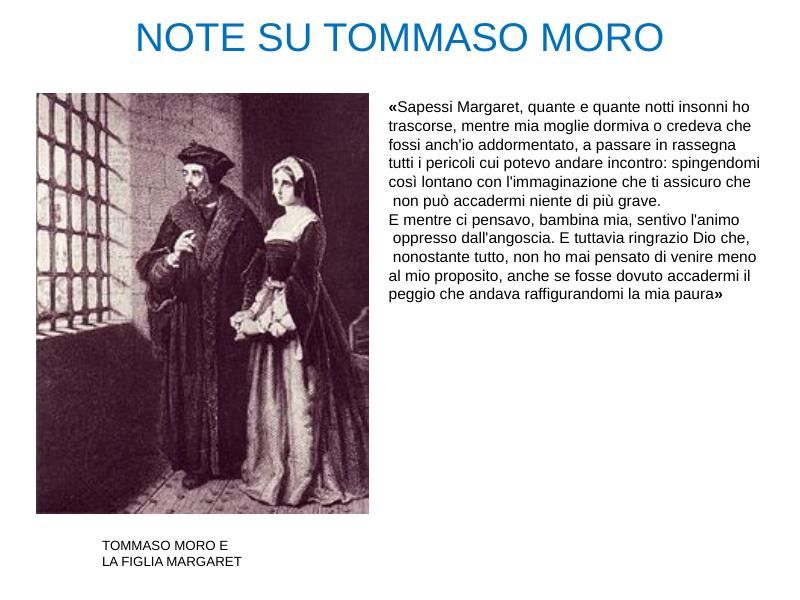 NOTE SU TOMMASO MORO
«Sapessi Margaret, quante e quante notti insonni ho
trascorse, mentre mia moglie dormiva o credeva che
fossi anch'io addormentato, a passare in rassegna
tutti i pericoli cui potevo andare incontro: spingendomi
così lontano con l'immaginazione che ti assicuro che
non può accadermi niente di più grave.
E mentre ci pensavo, bambina mia, sentivo l'animo
oppresso dall'angoscia. E tuttavia ringrazio Dio che,
nonostante tutto, non ho mai pensato di venire meno
al mio proposito, anche se fosse dovuto accadermi il
peggio che andava raffigurandomi la mia paura»
TOMMASO MORO E
LA FIGLIA MARGARET